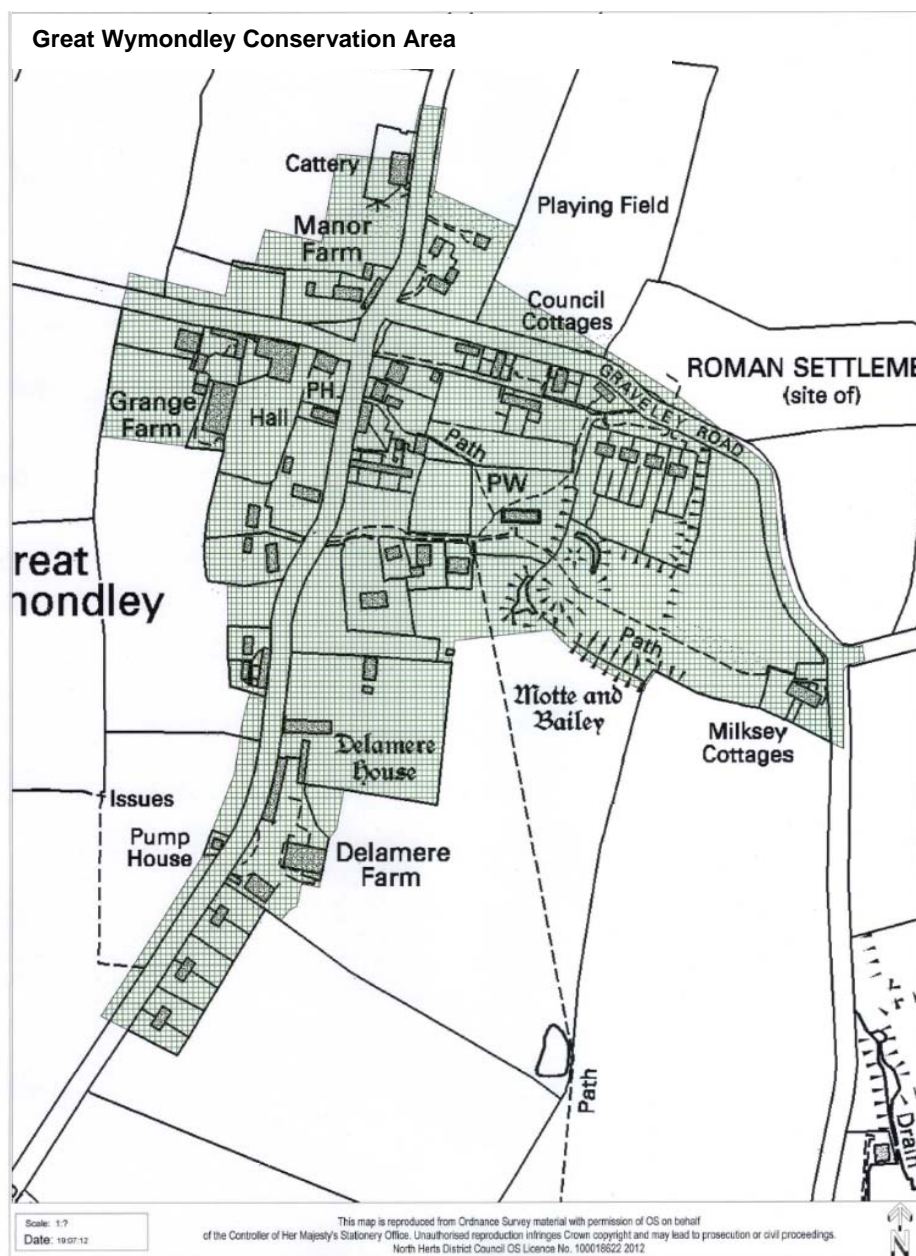 Great Wymondley Conservation Area
Cattery
Playing Field
Manor
Farm
Council
Cottages
ROMAN SETTLEME
(site of)
GRAVELEY ROAD
Grange
Farm
Hall
PH
Path
PW
reat
mondley
Path
Motte and
Bailey
Milksey
Cottages
Delamere
House
Issues
Pump
House
Delamere
Farm
Path
Drain
Scale: 1:?
Date: 19:07:12
This map is reproduced from Ordnance Survey material with permission of OS on behalf
of the Controller of Her Majesty's Stationery Office. Unauthorised reproduction infringes Crown copyright and may lead to prosecution or civil proceedings.
North Herts District Council OS Licence No. 100018622 2012
N